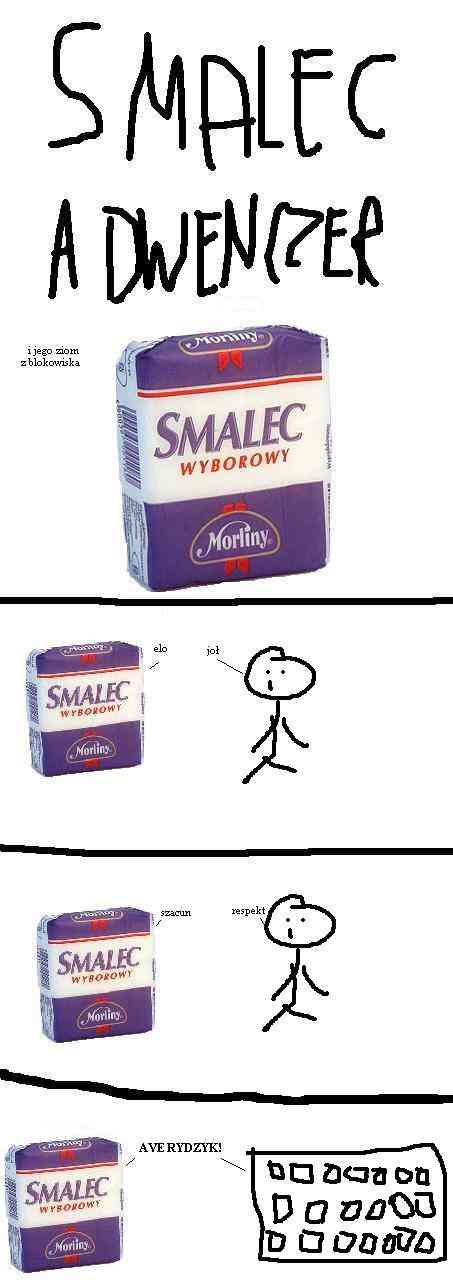 SMALEC
ADWENCZER
i jego ziom
z blokowiska
Morliny
SMALEC
WYBOROWY
Morliny
elo
joł
Morliny
SMALEC
WYBOROWY
Morliny
szacun
respekt
Morliny
SMALEC
WYBOROWY
Morliny
AVE RYDZYK!
Morliny
SMALEC
WYBOROWY
Morliny